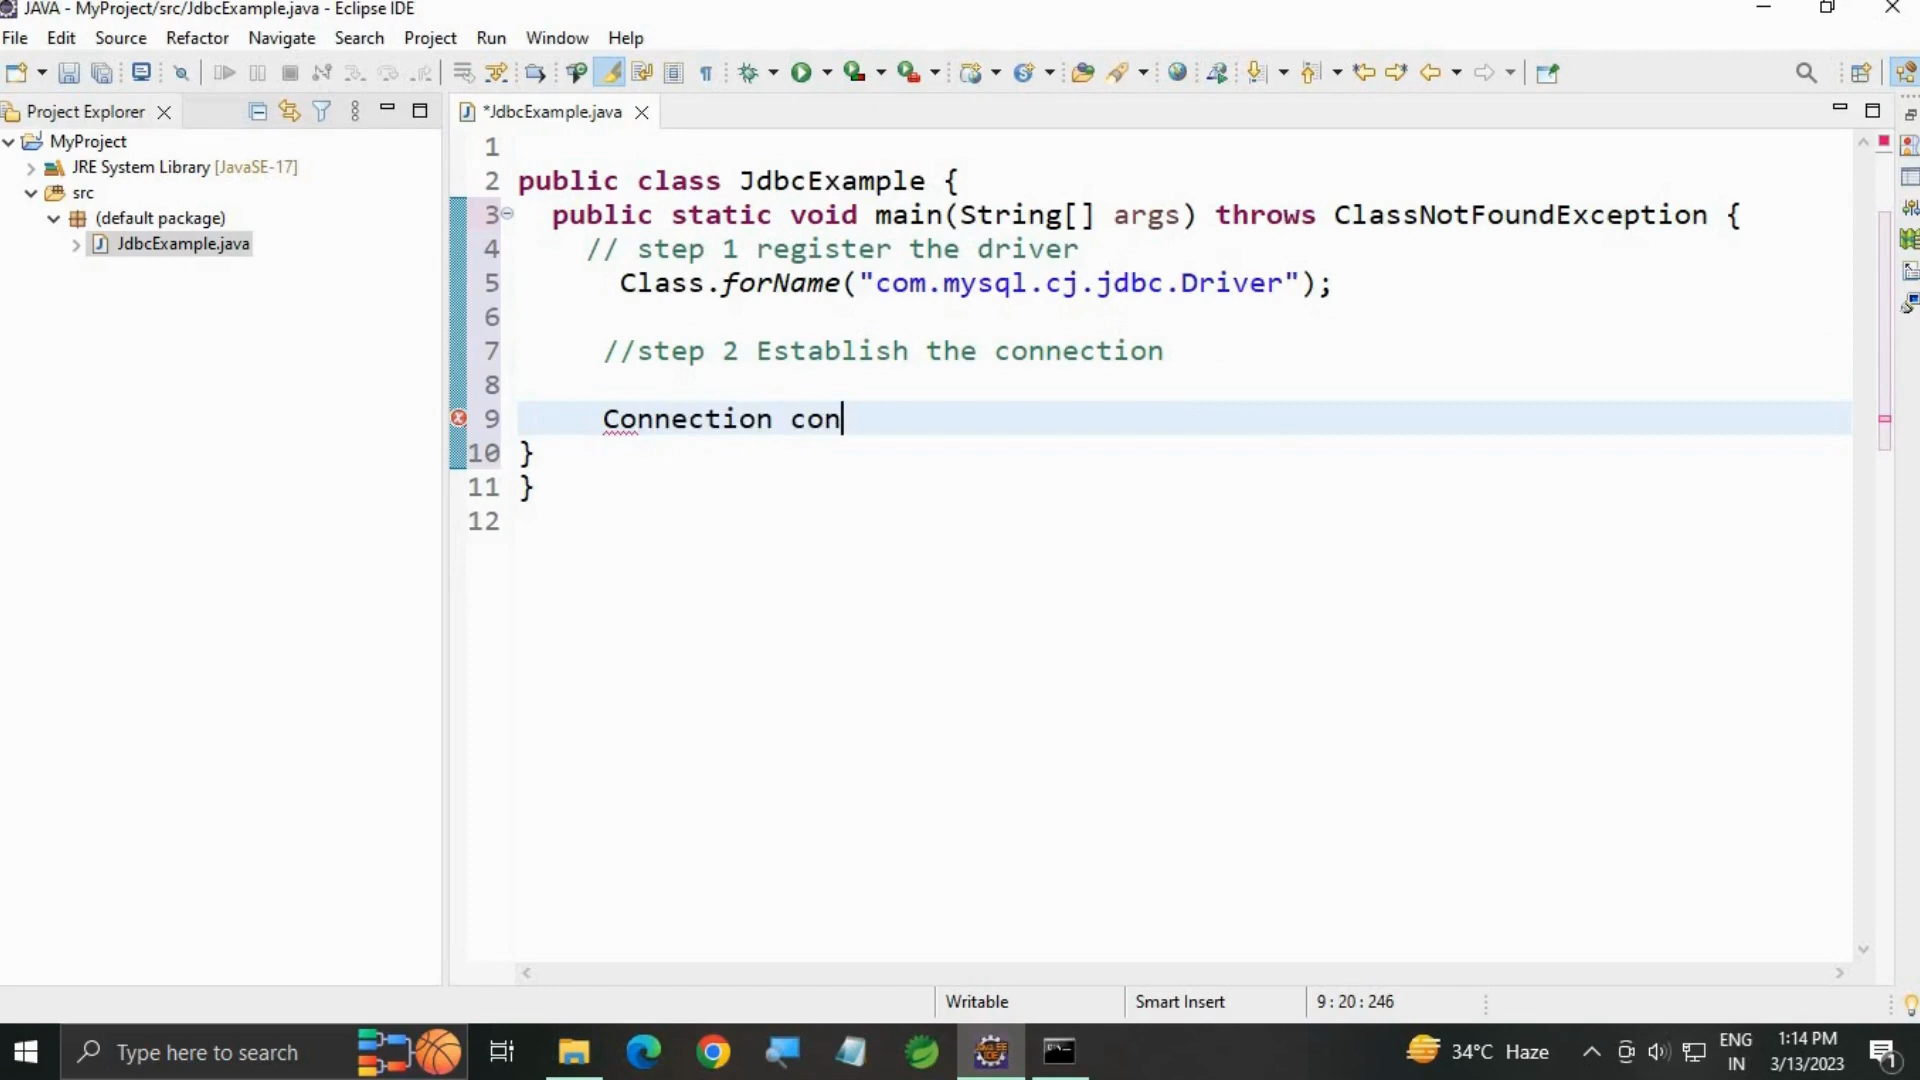 JAVA - MyProject/src/JdbcExample.java - Eclipse IDE
File Edit Source Refactor Navigate Search Project Run Window Help
Project Explorer
*JdbcExample.java
MyProject
JRE System Library [JavaSE-17]
src
(default package)
JdbcExample.java
1
2 public class JdbcExample {
3 public static void main(String[] args) throws ClassNotFoundException {
4 // step 1 register the driver
5 Class.forName("com.mysql.cj.jdbc.Driver");
6
7 //step 2 Establish the connection
8
9 Connection con
10 }
11 }
12
Writable Smart Insert 9 : 20 : 246
Type here to search
34°C Haze
ENG
IN
1:14 PM
3/13/2023
1